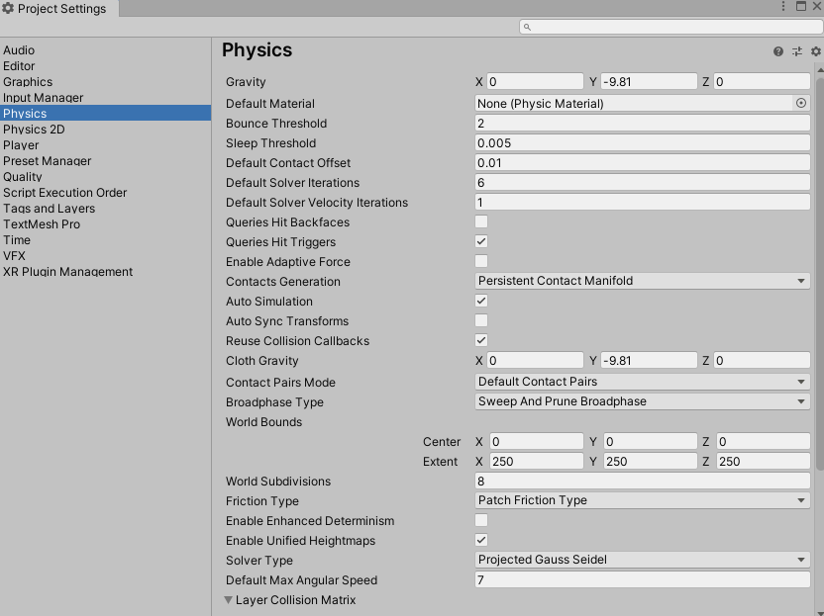 Project Settings
Audio
Editor
Graphics
Input Manager
Physics
Physics 2D
Player
Preset Manager
Quality
Script Execution Order
Tags and Layers
TextMesh Pro
Time
VFX
XR Plugin Management
Physics
Gravity X 0 Y -9.81 Z 0
Default Material None (Physic Material)
Bounce Threshold 2
Sleep Threshold 0.005
Default Contact Offset 0.01
Default Solver Iterations 6
Default Solver Velocity Iterations 1
Queries Hit Backfaces
Queries Hit Triggers
Enable Adaptive Force
Contacts Generation Persistent Contact Manifold
Auto Simulation
Auto Sync Transforms
Reuse Collision Callbacks
Cloth Gravity X 0 Y -9.81 Z 0
Contact Pairs Mode Default Contact Pairs
Broadphase Type Sweep And Prune Broadphase
World Bounds
Center X 0 Y 0 Z 0
Extent X 250 Y 250 Z 250
World Subdivisions 8
Friction Type Patch Friction Type
Enable Enhanced Determinism
Enable Unified Heightmaps
Solver Type Projected Gauss Seidel
Default Max Angular Speed 7
Layer Collision Matrix